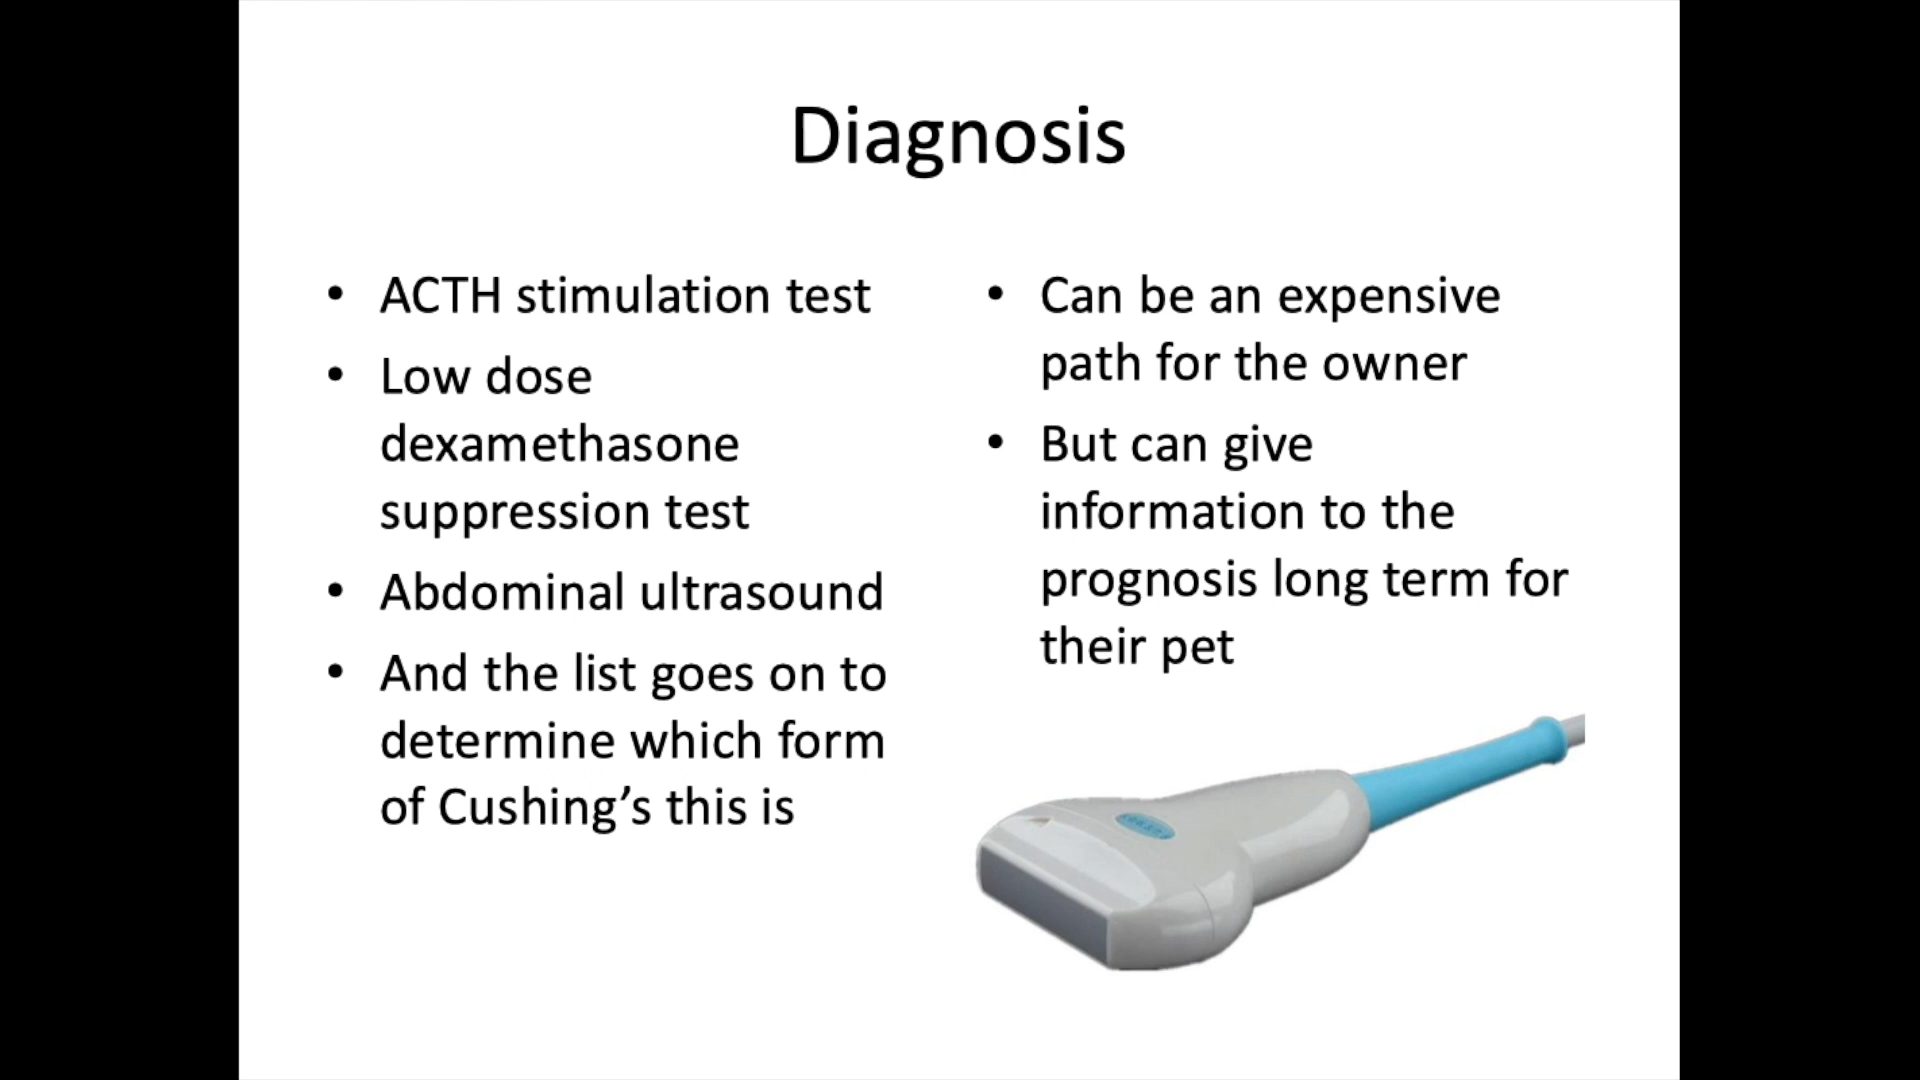 Diagnosis
• ACTH stimulation test
• Low dose
dexamethasone
suppression test
• Abdominal ultrasound
• And the list goes on to
determine which form
of Cushing’s this is
• Can be an expensive
path for the owner
• But can give
information to the
prognosis long term for
their pet